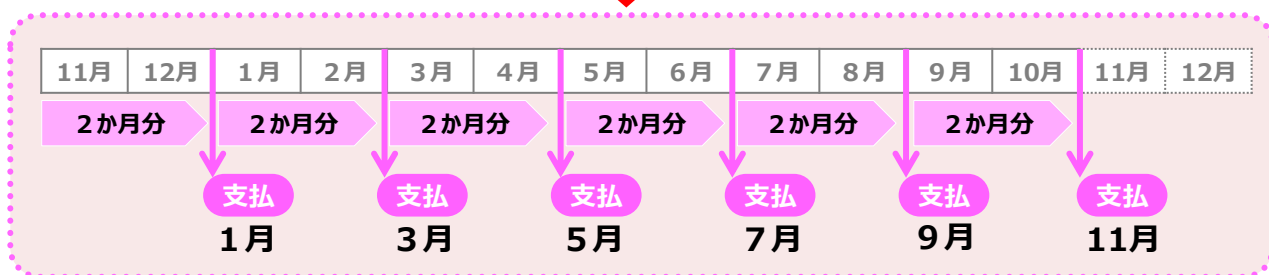 11月 12月 1月 2月 3月 4月 5月 6月 7月 8月 9月 10月 11月 12月
2か月分 2か月分 2か月分 2か月分 2か月分 2か月分
支払 支払 支払 支払 支払 支払
1月 3月 5月 7月 9月 11月